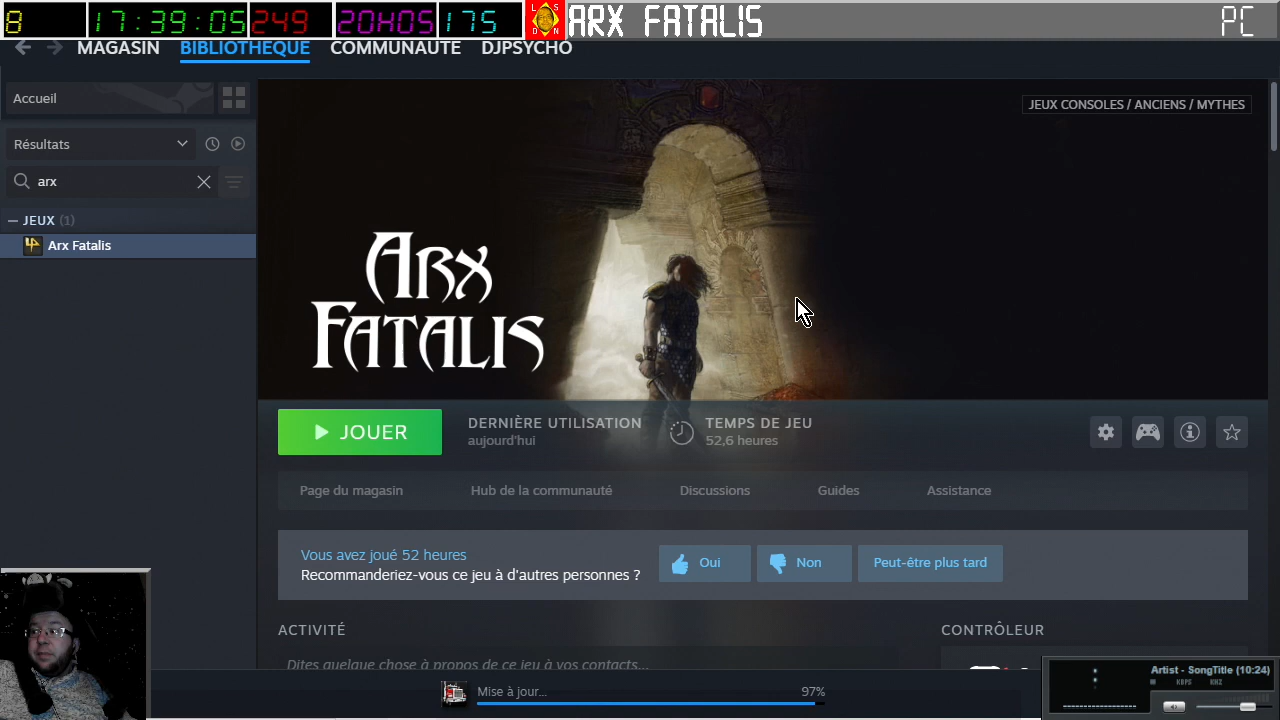 8 17:39:05 249 20H05 175 L S D N ARX FATALIS PC
MAGASIN BIBLIOTHEQUE COMMUNAUTE DJPSYCHO
Accueil
JEUX CONSOLES / ANCIENS / MYTHES
Résultats
arx
JEUX (1)
Arx Fatalis
ARX
FATALIS
JOUER
DERNIÈRE UTILISATION
aujourd'hui
TEMPS DE JEU
52,6 heures
Page du magasin Hub de la communauté Discussions Guides Assistance
Vous avez joué 52 heures
Recommanderiez-vous ce jeu à d'autres personnes ?
Oui Non Peut-être plus tard
ACTIVITÉ
CONTRÔLEUR
Dites quelque chose à propos de ce jeu à vos contacts...
Mise à jour... 97%
Artist - SongTitle (10:24)
KBPS KHZ